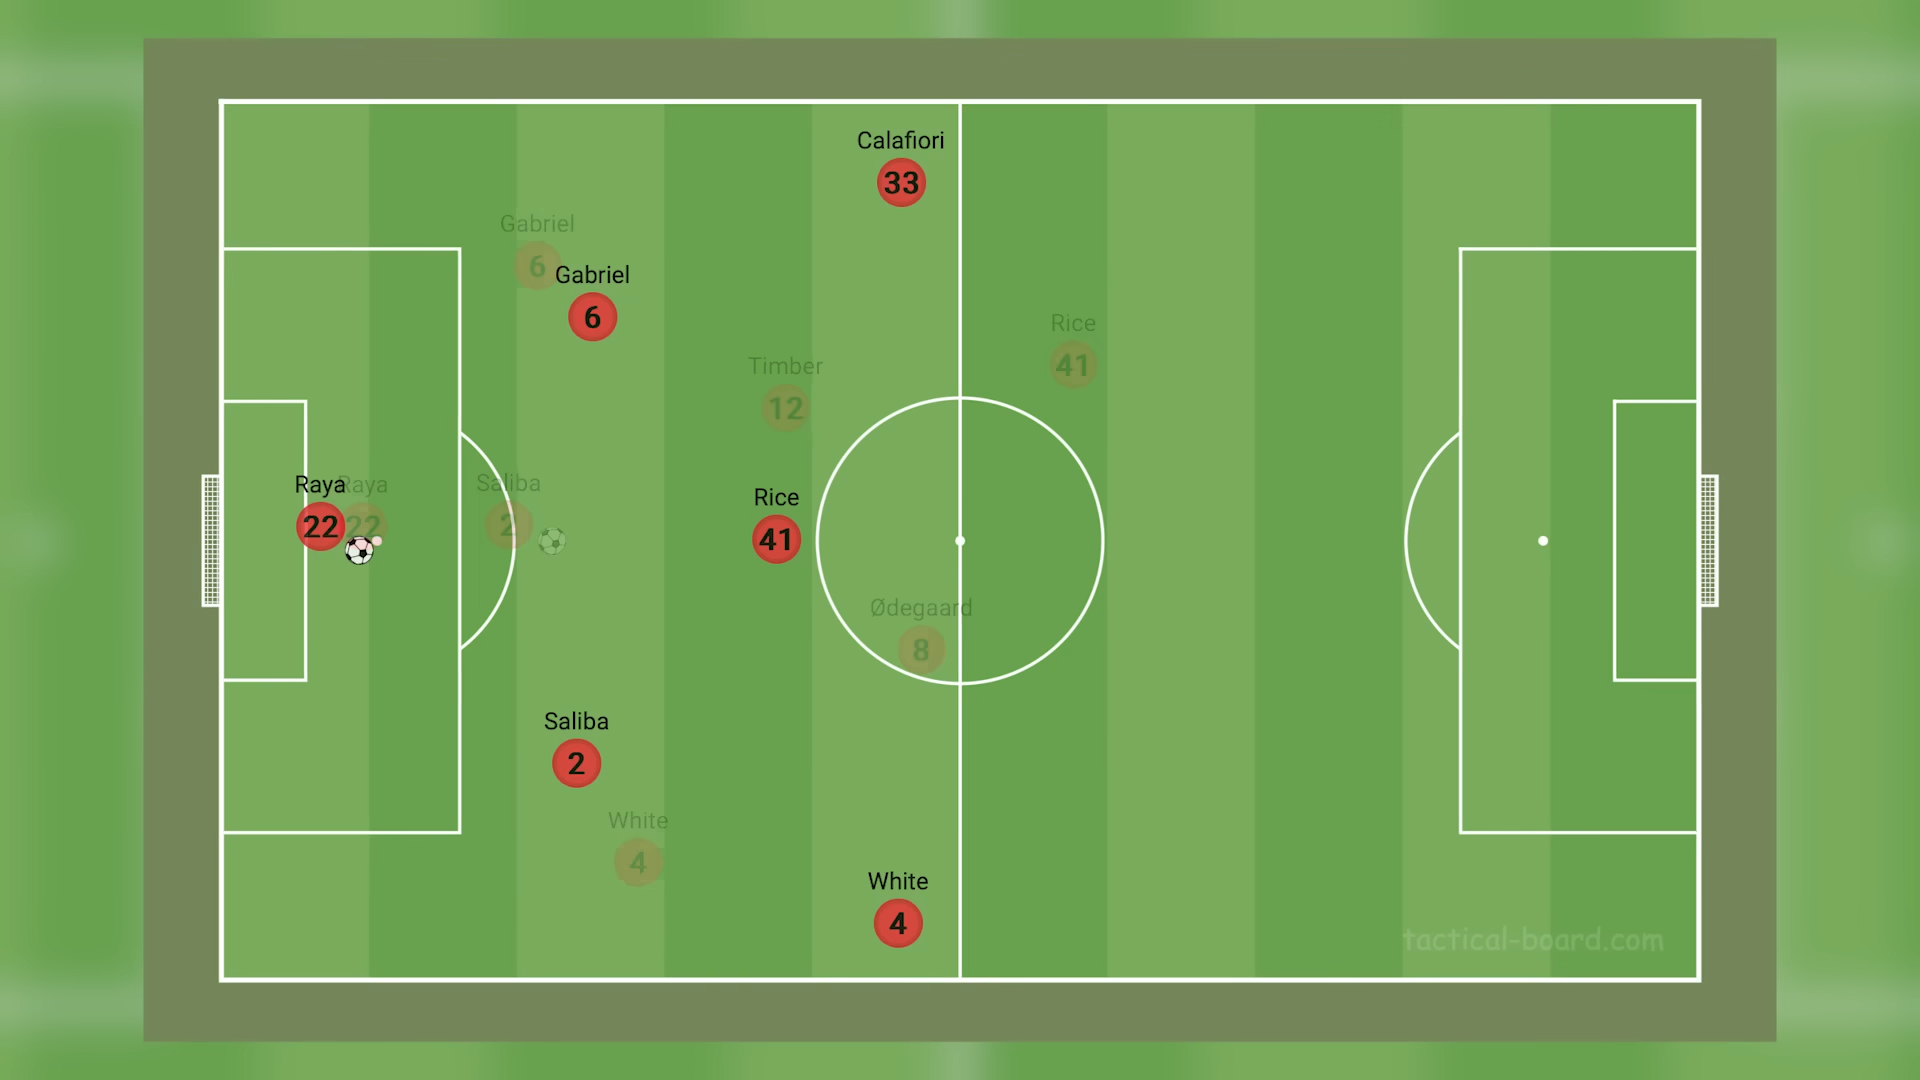 Calafiori
33
Gabriel
6
Gabriel
6
Rice
41
Timber
12
Raya
22
Raya
22
Saliba
2
Rice
41
Ødegaard
8
Saliba
2
White
4
White
4
tactical-board.com